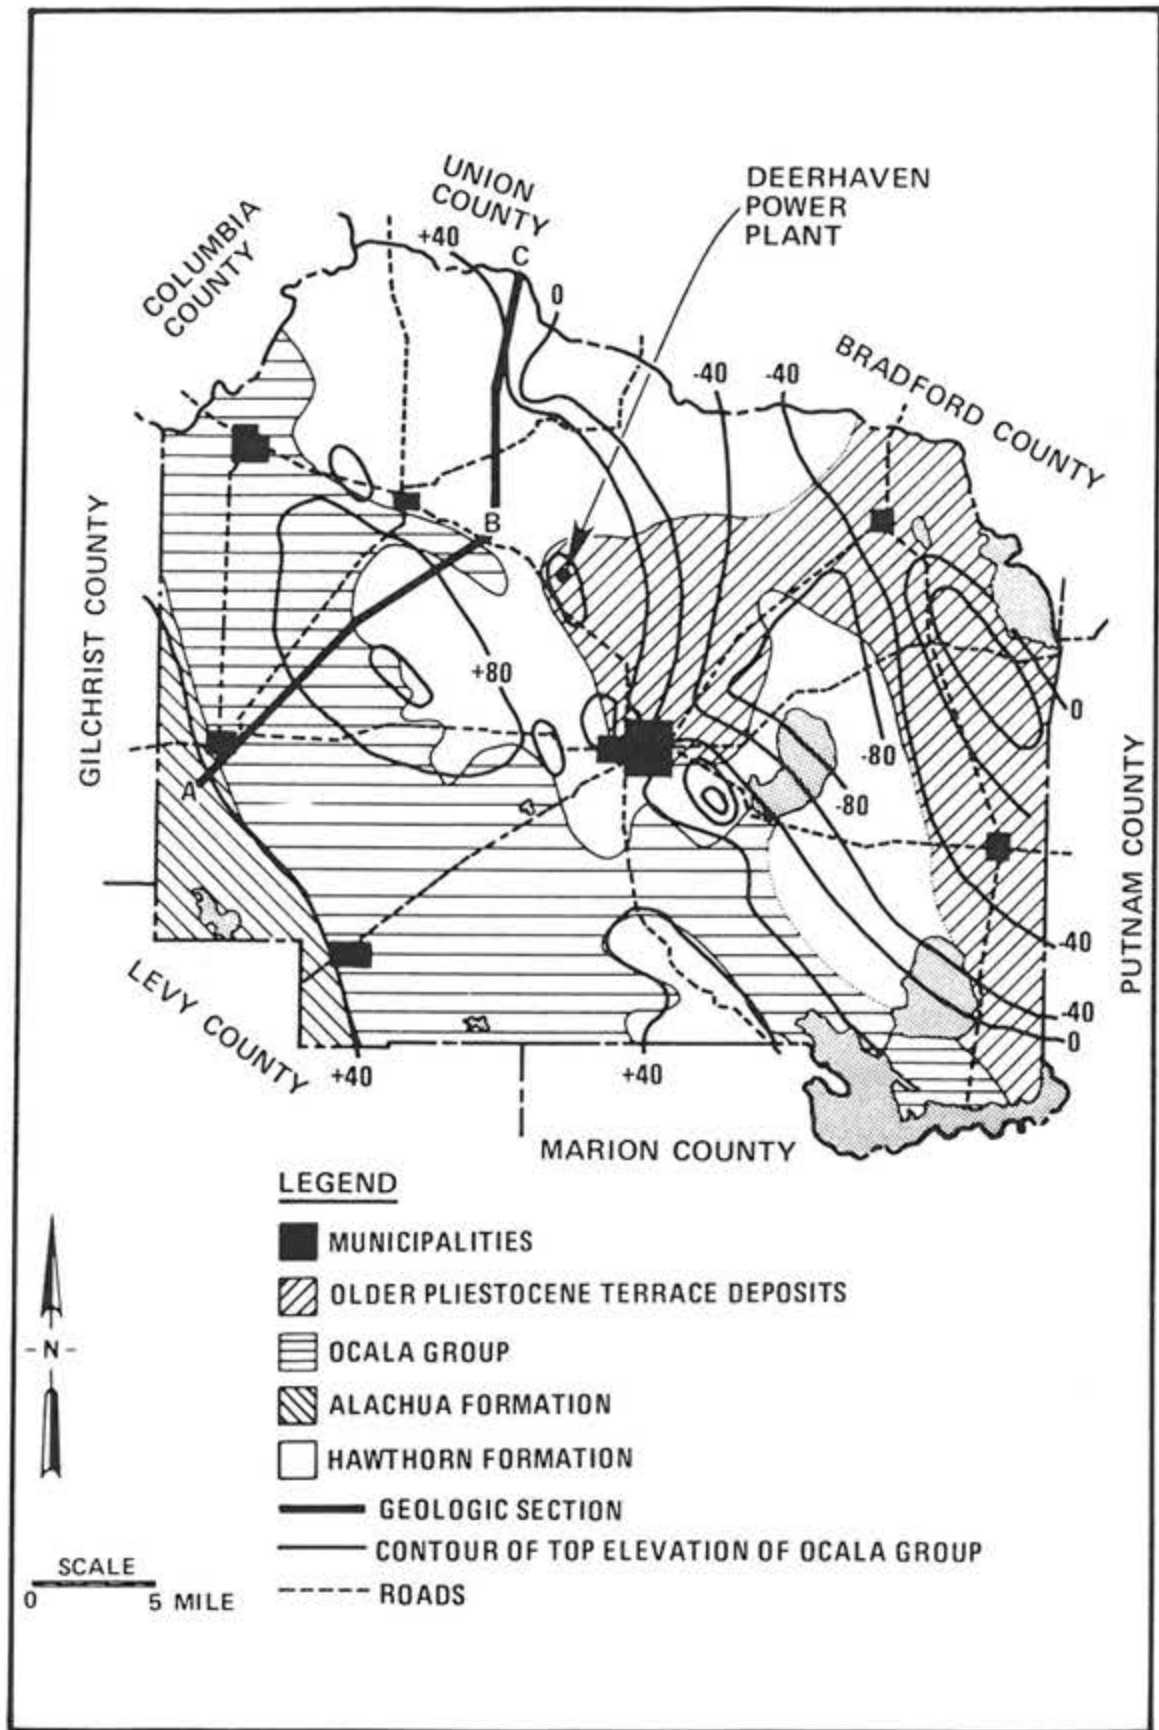 UNION
COUNTY
DEERHAVEN
POWER
PLANT
COLUMBIA
COUNTY
+40
C
0
BRADFORD COUNTY
-40
-40
GILCHRIST COUNTY
B
+80
0
-80
-80
A
PUTNAM COUNTY
-40
LEVY COUNTY
-40
0
+40
+40
MARION COUNTY
LEGEND
MUNICIPALITIES
OLDER PLIESTOCENE TERRACE DEPOSITS
OCALA GROUP
- N -
ALACHUA FORMATION
HAWTHORN FORMATION
GEOLOGIC SECTION
CONTOUR OF TOP ELEVATION OF OCALA GROUP
SCALE
ROADS
0 5 MILE